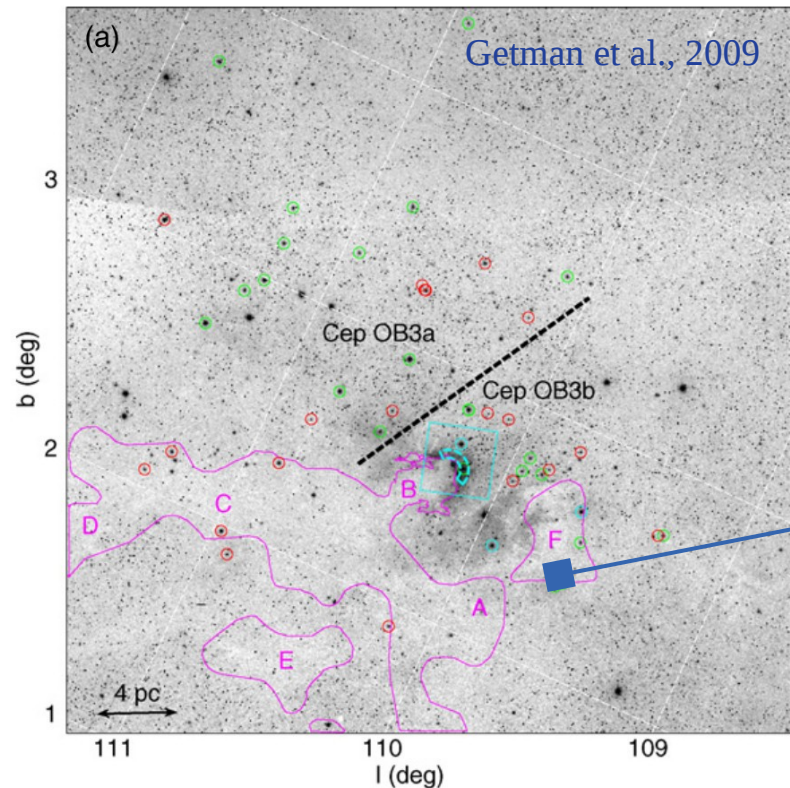 (a)
Getman et al., 2009
3
Cep OB3a
b (deg)
Cep OB3b
2
B
C
D
F
A
E
4 pc
1
111
110
109
l (deg)